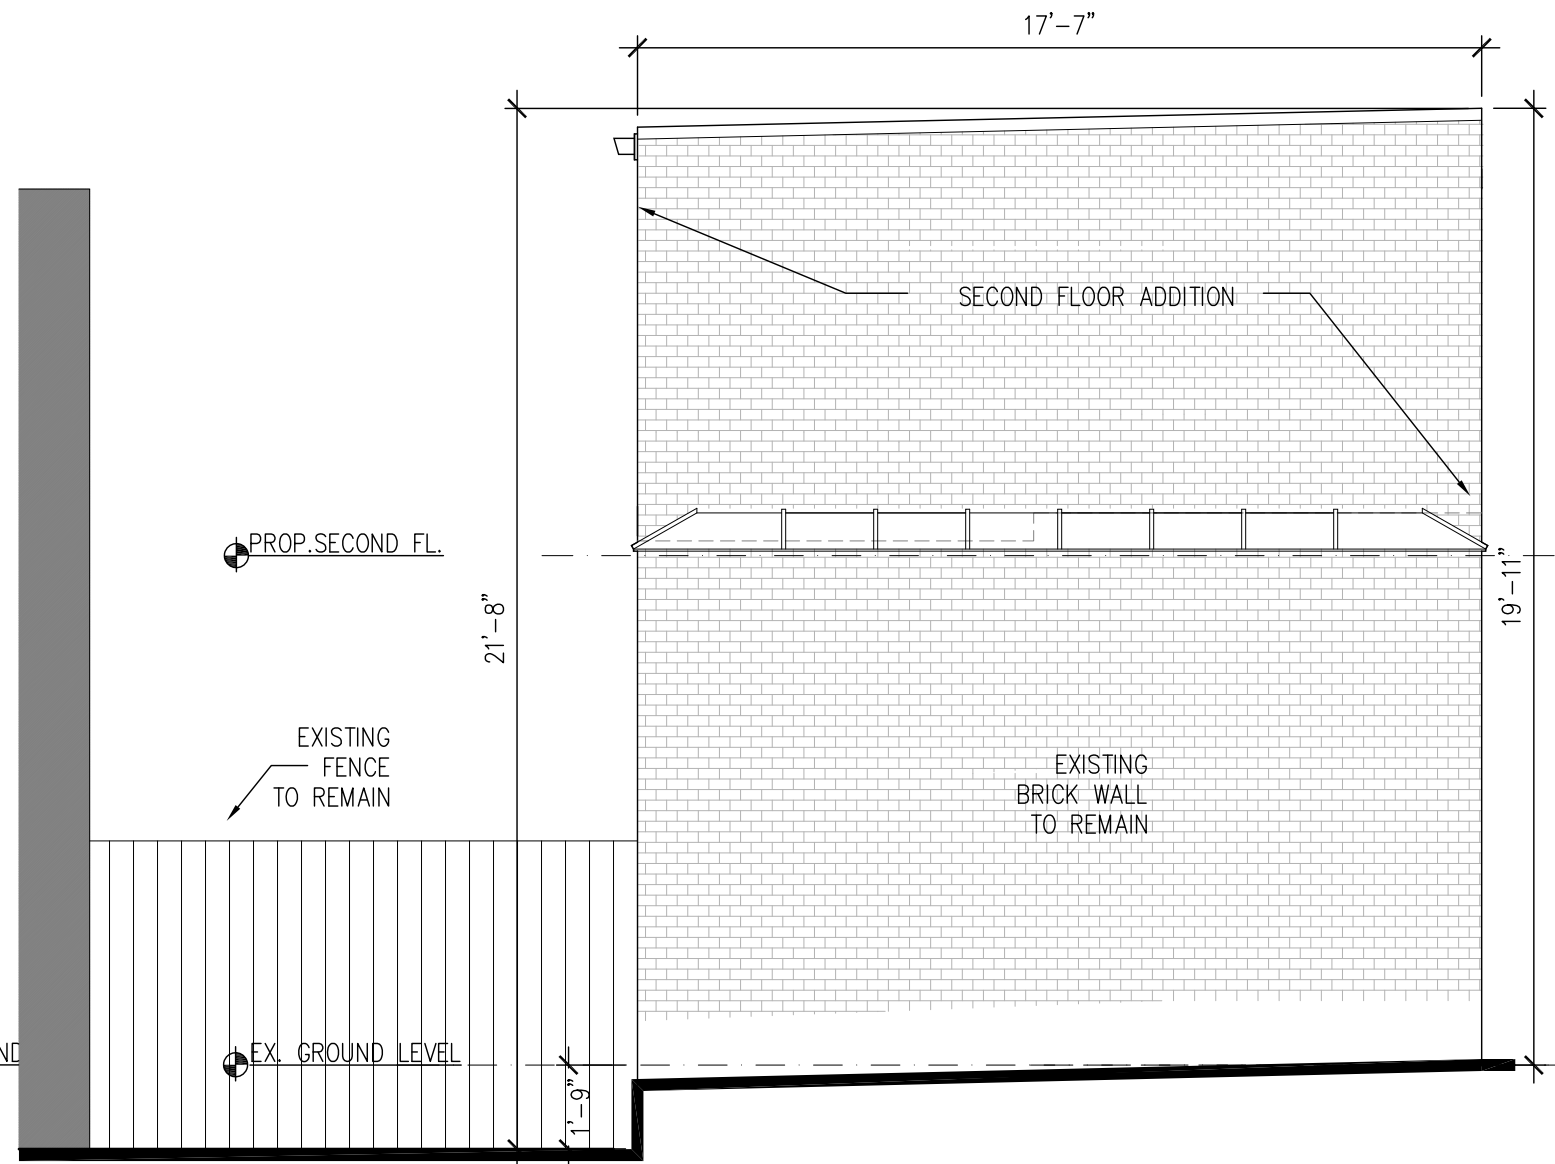 17'-7"
SECOND FLOOR ADDITION
PROP.SECOND FL.
21'-8"
19'-11"
EXISTING
FENCE
TO REMAIN
EXISTING
BRICK WALL
TO REMAIN
EX. GROUND LEVEL
1'-9"